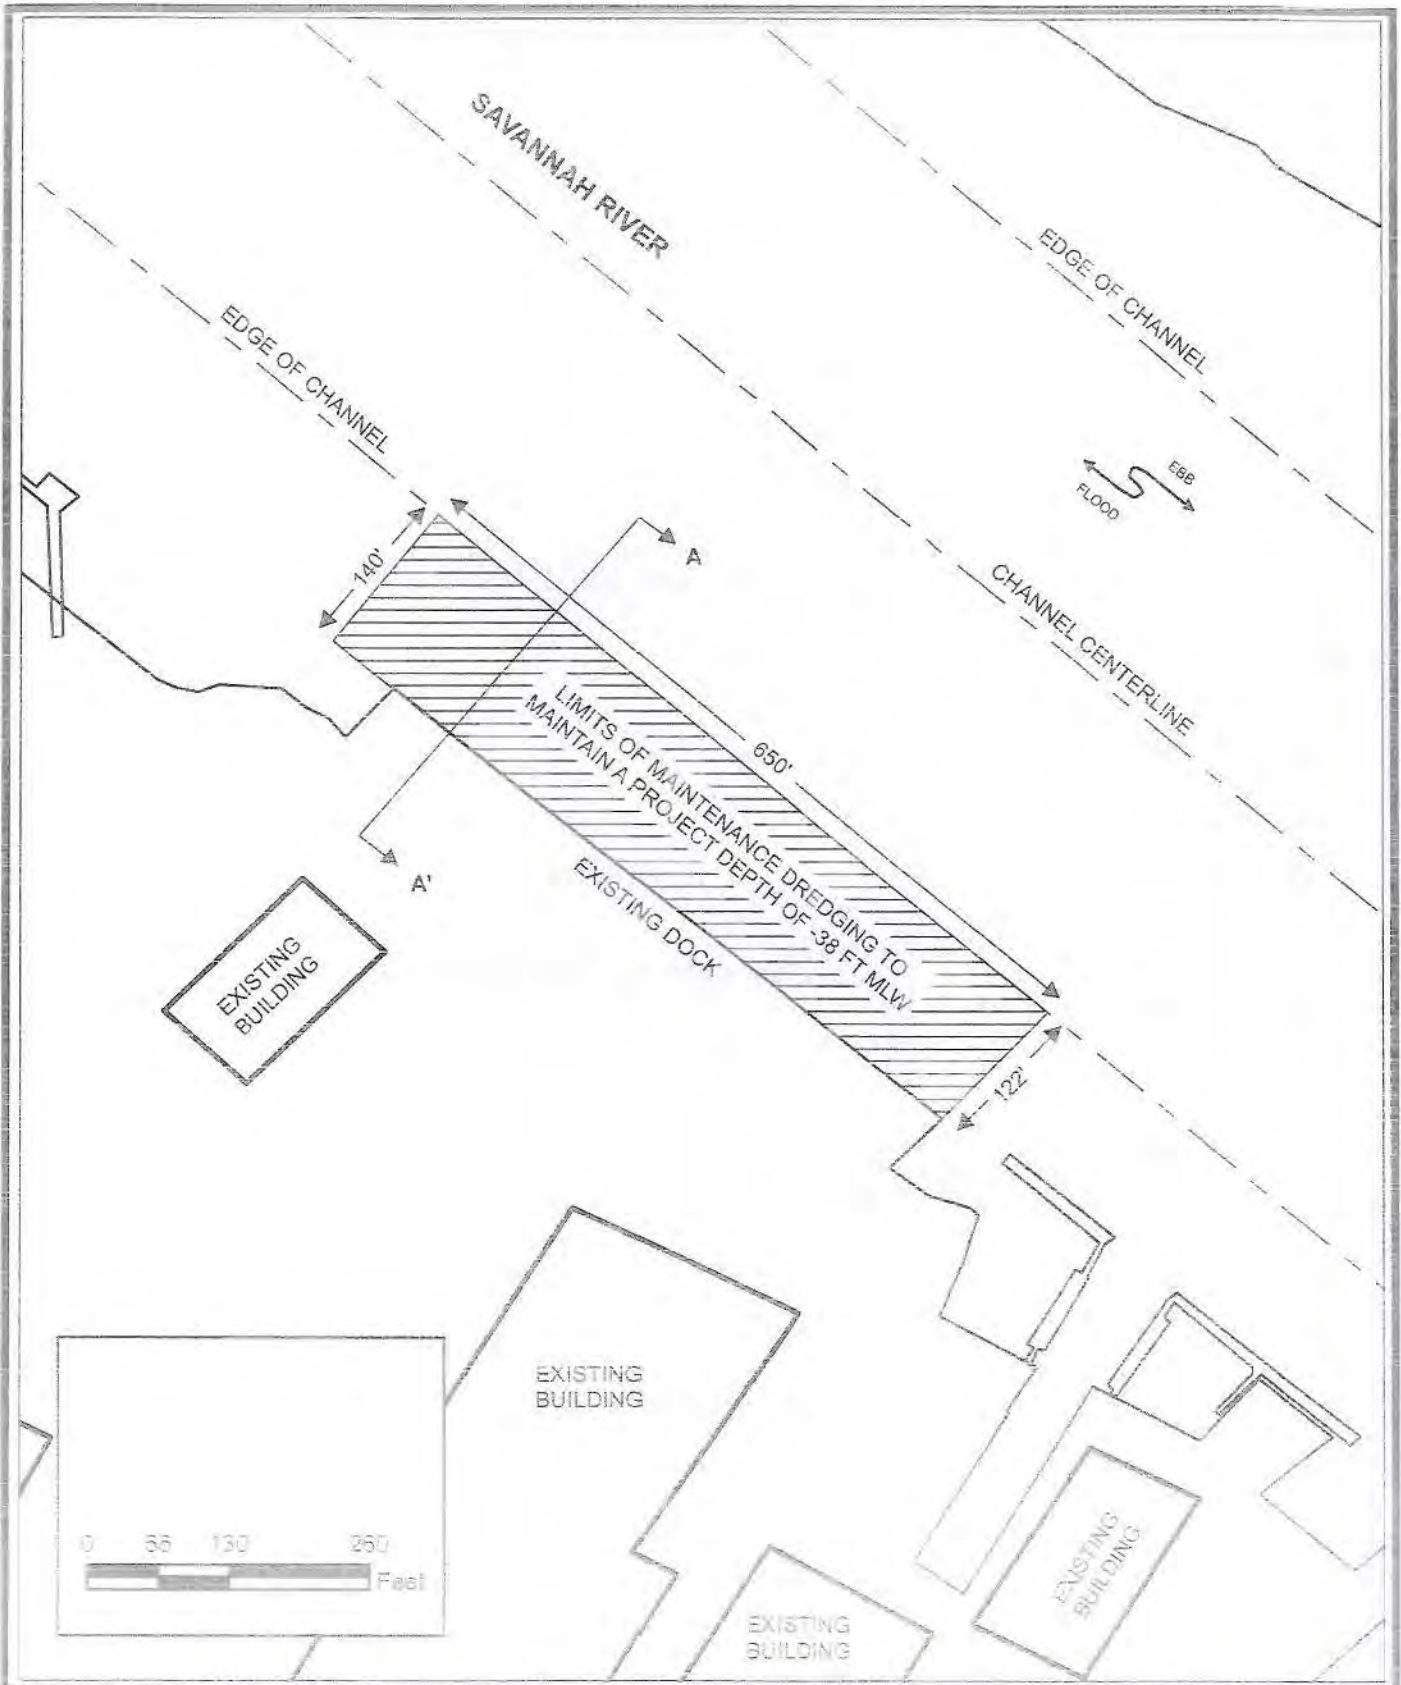 SAVANNAH RIVER
EDGE OF CHANNEL
EDGE OF CHANNEL
EBB
FLOOD
A
140'
CHANNEL CENTERLINE
650'
LIMITS OF MAINTENANCE DREDGING TO
MAINTAIN A PROJECT DEPTH OF -38 FT MLW
EXISTING DOCK
A'
EXISTING
BUILDING
122'
EXISTING
BUILDING
EXISTING
BUILDING
EXISTING
BUILDING
0 130 260
Feet